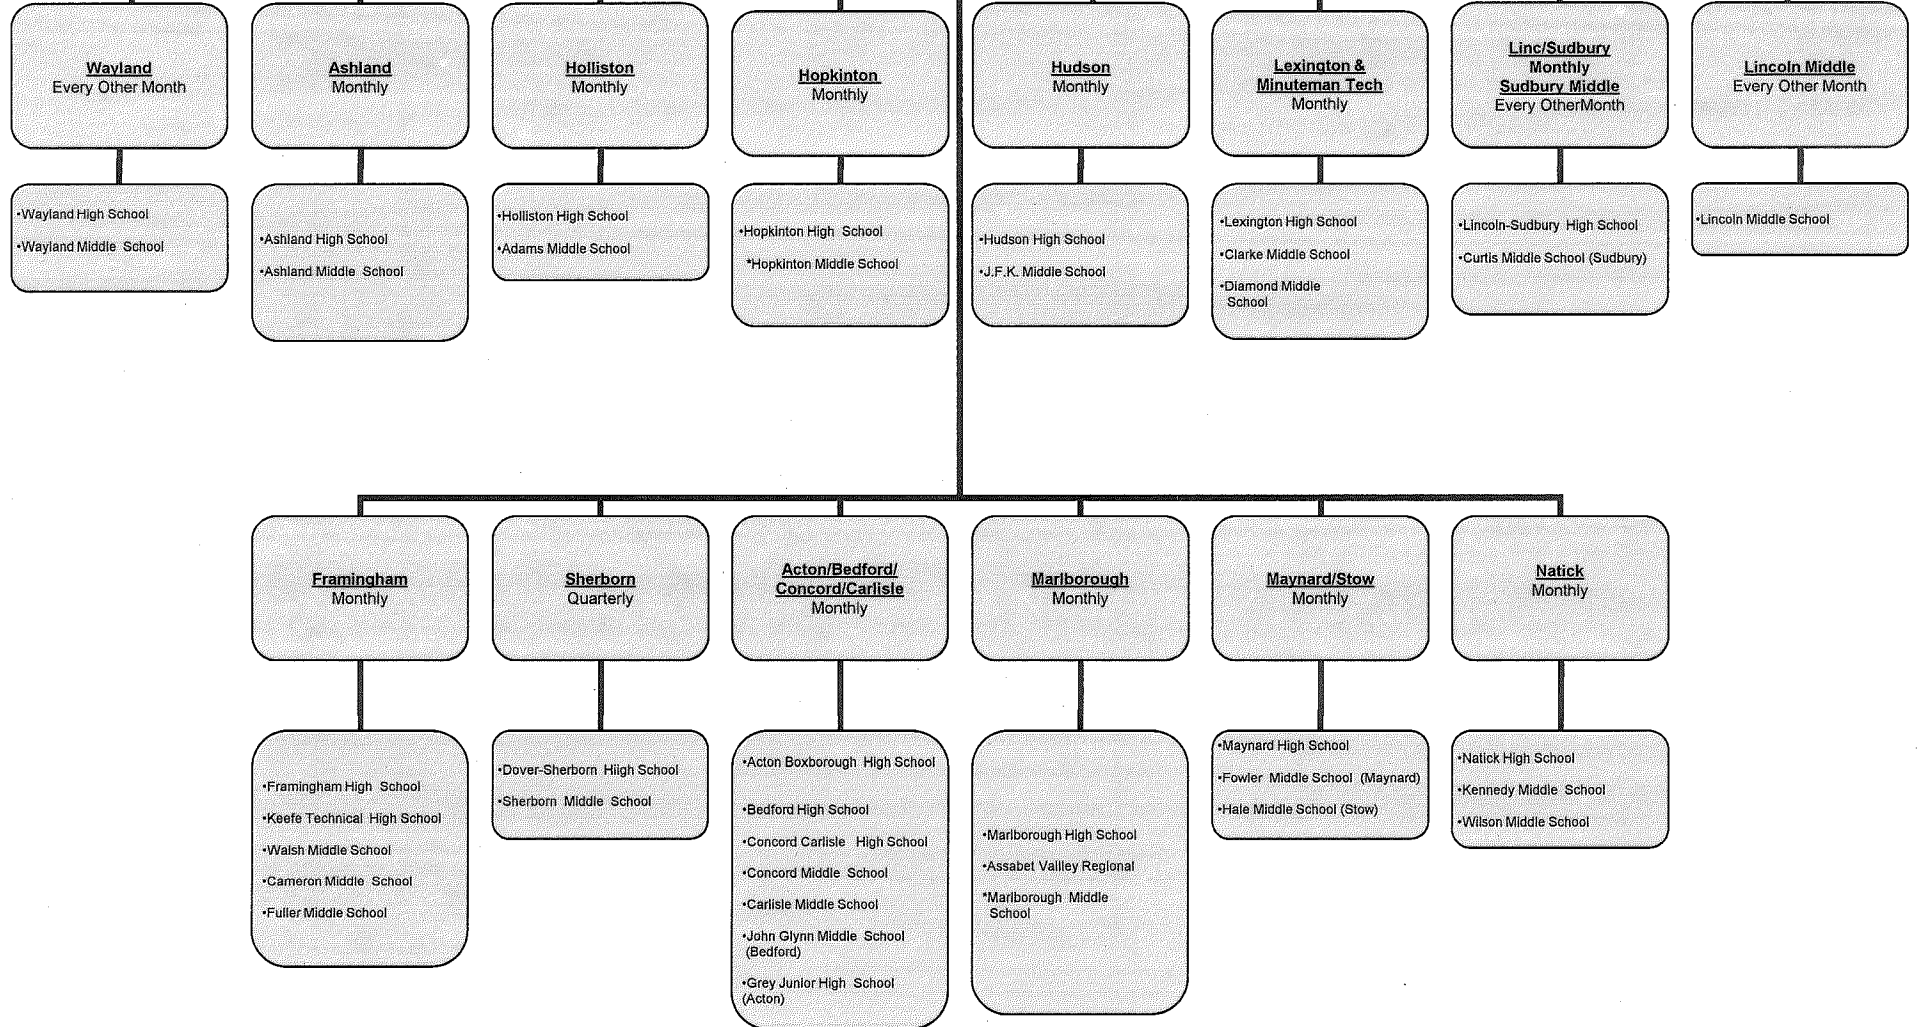 Wayland
Every Other Month
Ashland
Monthly
Holliston
Monthly
Hopkinton
Monthly
Hudson
Monthly
Lexington &
Minuteman Tech
Monthly
Linc/Sudbury
Monthly
Sudbury Middle
Every OtherMonth
Lincoln Middle
Every Other Month
•Wayland High School
•Wayland Middle School
•Ashland High School
•Ashland Middle School
•Holliston High School
•Adams Middle School
•Hopkinton High School
*Hopkinton Middle School
•Hudson High School
•J.F.K. Middle School
•Lexington High School
•Clarke Middle School
•Diamond Middle
School
•Lincoln-Sudbury High School
•Curtis Middle School (Sudbury)
•Lincoln Middle School
Framingham
Monthly
Sherborn
Quarterly
Acton/Bedford/
Concord/Carlisle
Monthly
Marlborough
Monthly
Maynard/Stow
Monthly
Natick
Monthly
•Framingham High School
•Keefe Technical High School
•Walsh Middle School
•Cameron Middle School
•Fuller Middle School
•Dover-Sherborn Hiigh School
•Sherborn Middle School
•Acton Boxborough High School
•Bedford High School
•Concord Carlisle High School
•Concord Middle School
•Carlisle Middle School
•John Glynn Middle School
(Bedford)
•Grey Junior High School
(Acton)
•Marlborough High School
•Assabet Vallley Regional
*Marlborough Middle
School
•Maynard High School
•Fowler Middle School (Maynard)
•Hale Middle School (Stow)
•Natick High School
•Kennedy Middle School
•Wilson Middle School